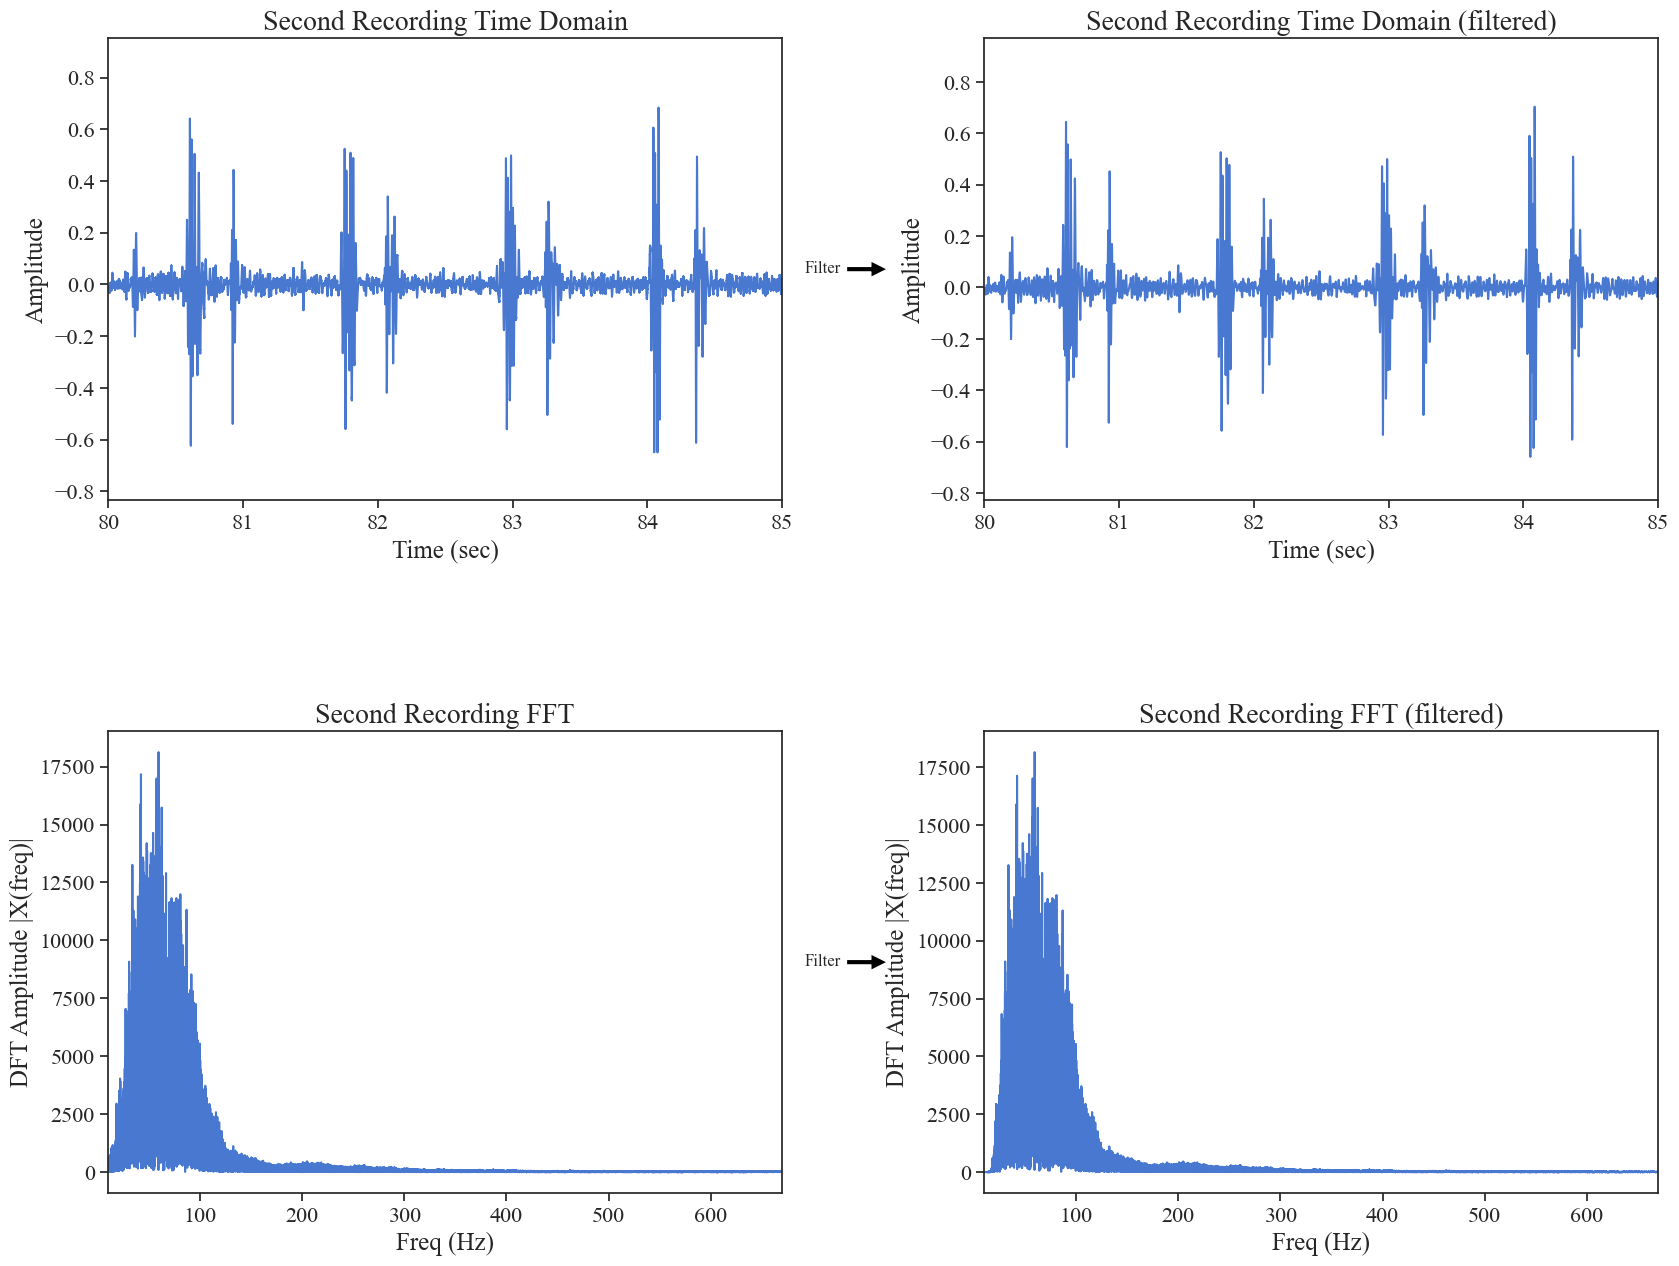 Second Recording Time Domain
0.8
0.6
0.4
0.2
0.0
−0.2
−0.4
−0.6
−0.8
Amplitude
80 81 82 83 84 85
Time (sec)
Filter
Second Recording Time Domain (filtered)
0.8
0.6
0.4
0.2
0.0
−0.2
−0.4
−0.6
−0.8
Amplitude
80 81 82 83 84 85
Time (sec)
Second Recording FFT
17500
15000
12500
10000
7500
5000
2500
0
DFT Amplitude |X(freq)|
100 200 300 400 500 600
Freq (Hz)
Filter
Second Recording FFT (filtered)
17500
15000
12500
10000
7500
5000
2500
0
DFT Amplitude |X(freq)|
100 200 300 400 500 600
Freq (Hz)